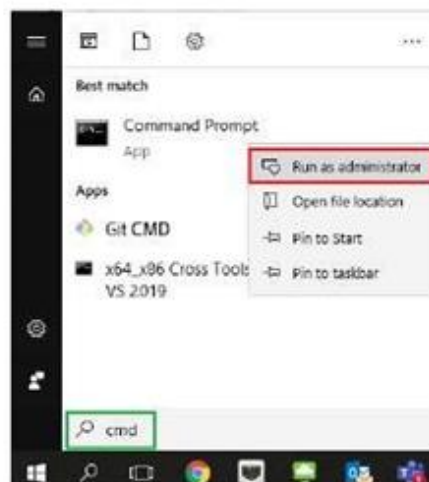 Best match
Command Prompt
App
Run as administrator
Apps
Open file location
Git CMD
Pin to Start
x64_x86 Cross Tools
VS 2019
Pin to taskbar
cmd